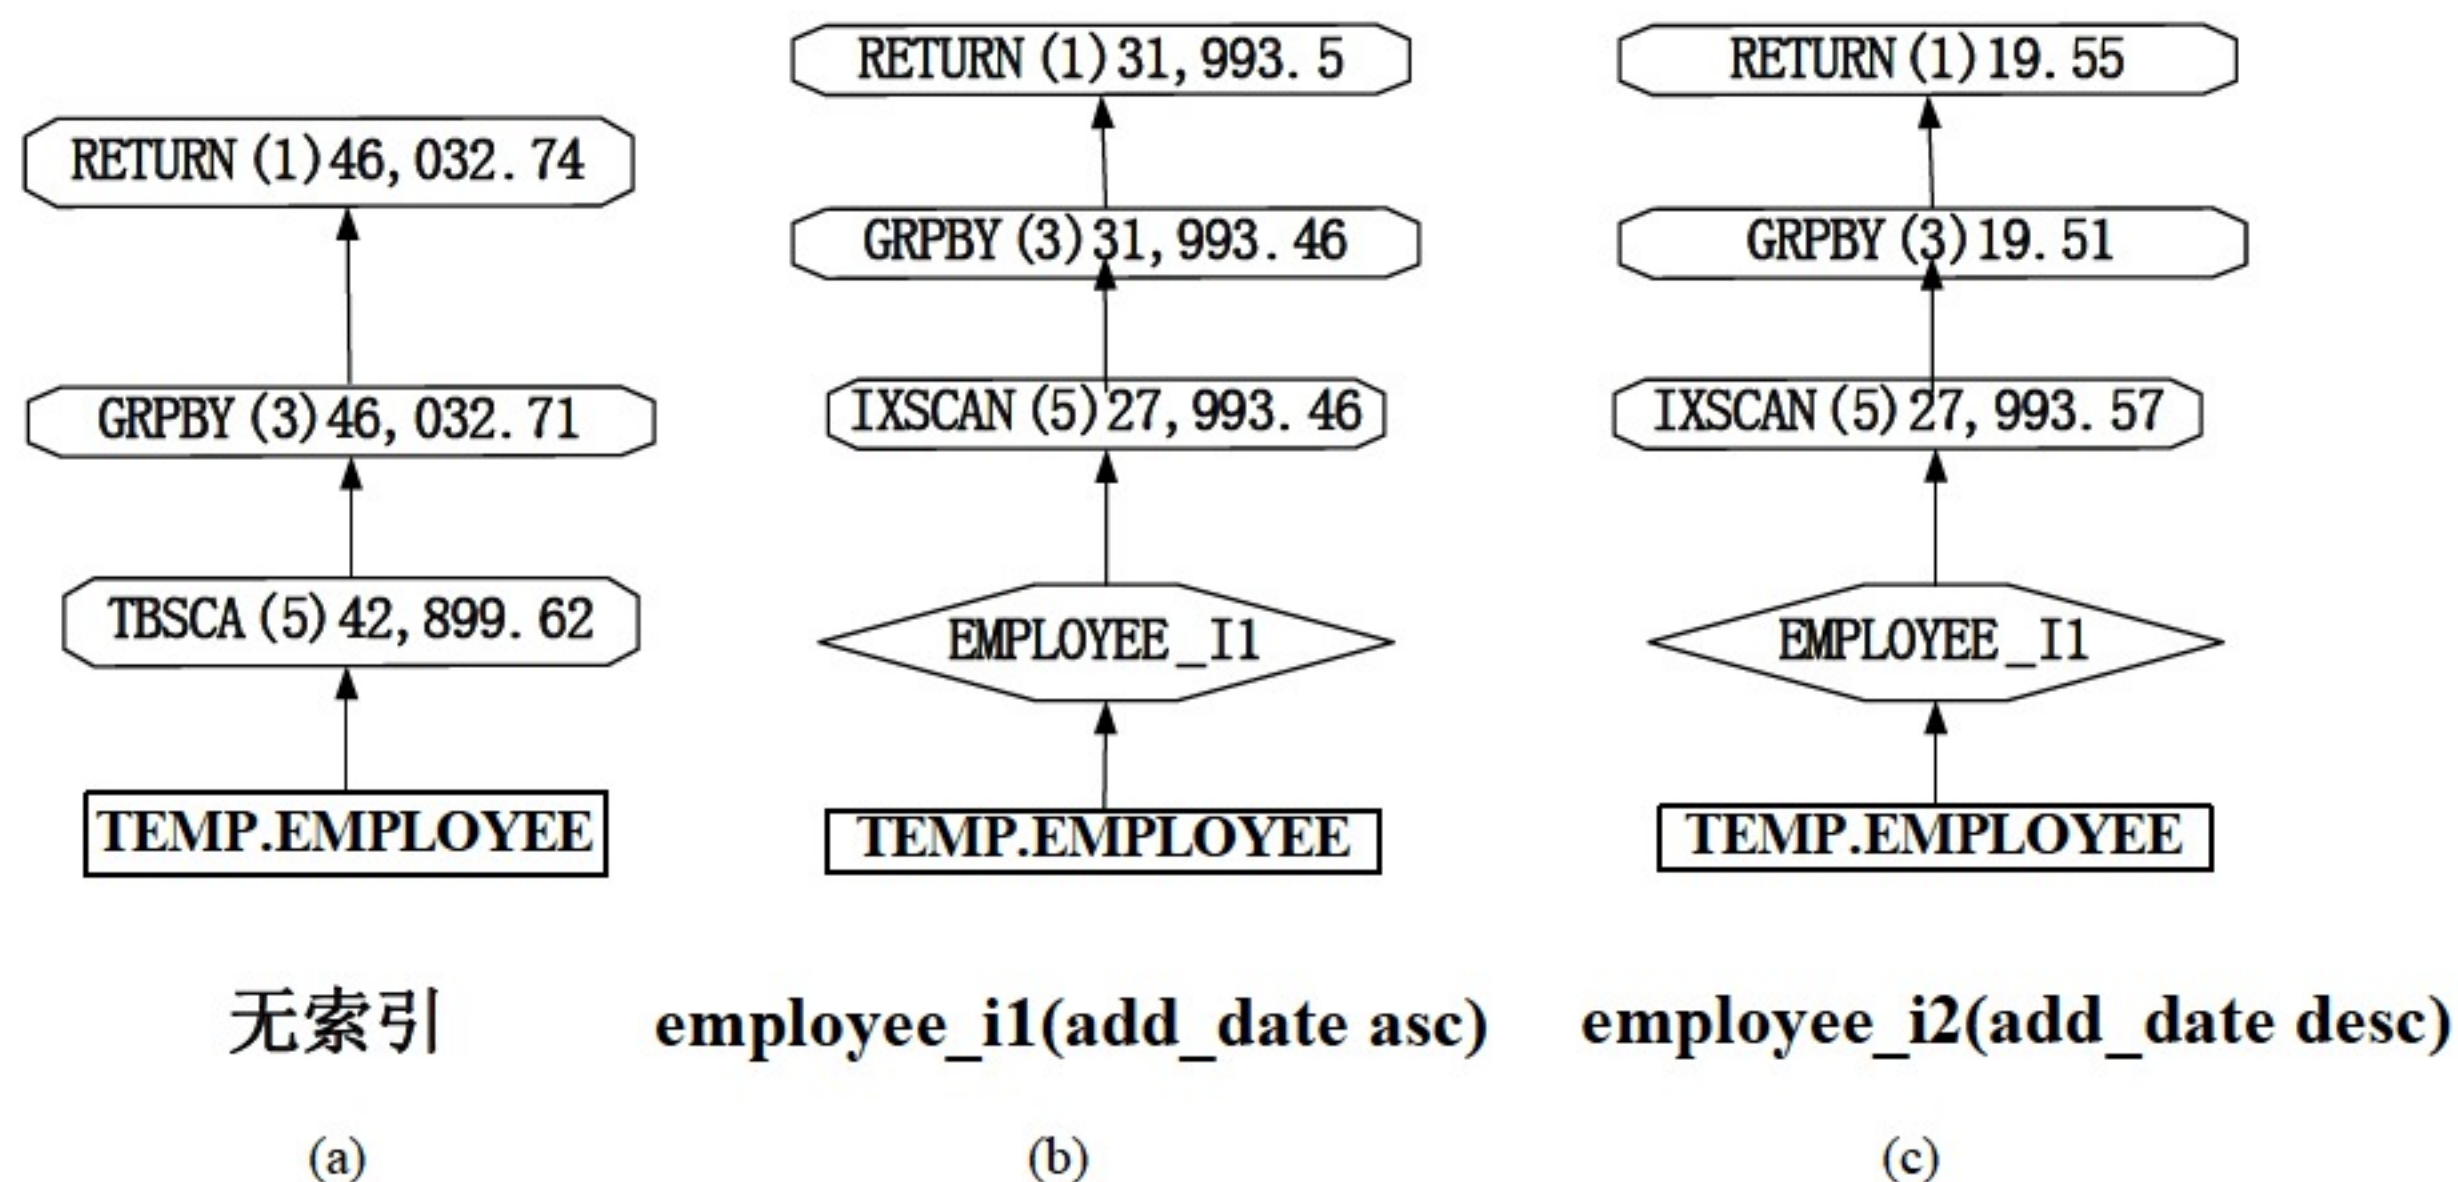 RETURN(1)46,032.74
GRPBY(3)46,032.71
TBSCA(5)42,899.62
TEMP.EMPLOYEE
无索引
(a)
RETURN(1)31,993.5
GRPBY(3)31,993.46
IXSCAN(5)27,993.46
EMPLOYEE_I1
TEMP.EMPLOYEE
employee_i1(add_date asc)
(b)
RETURN(1)19.55
GRPBY(3)19.51
IXSCAN(5)27,993.57
EMPLOYEE_I1
TEMP.EMPLOYEE
employee_i2(add_date desc)
(c)